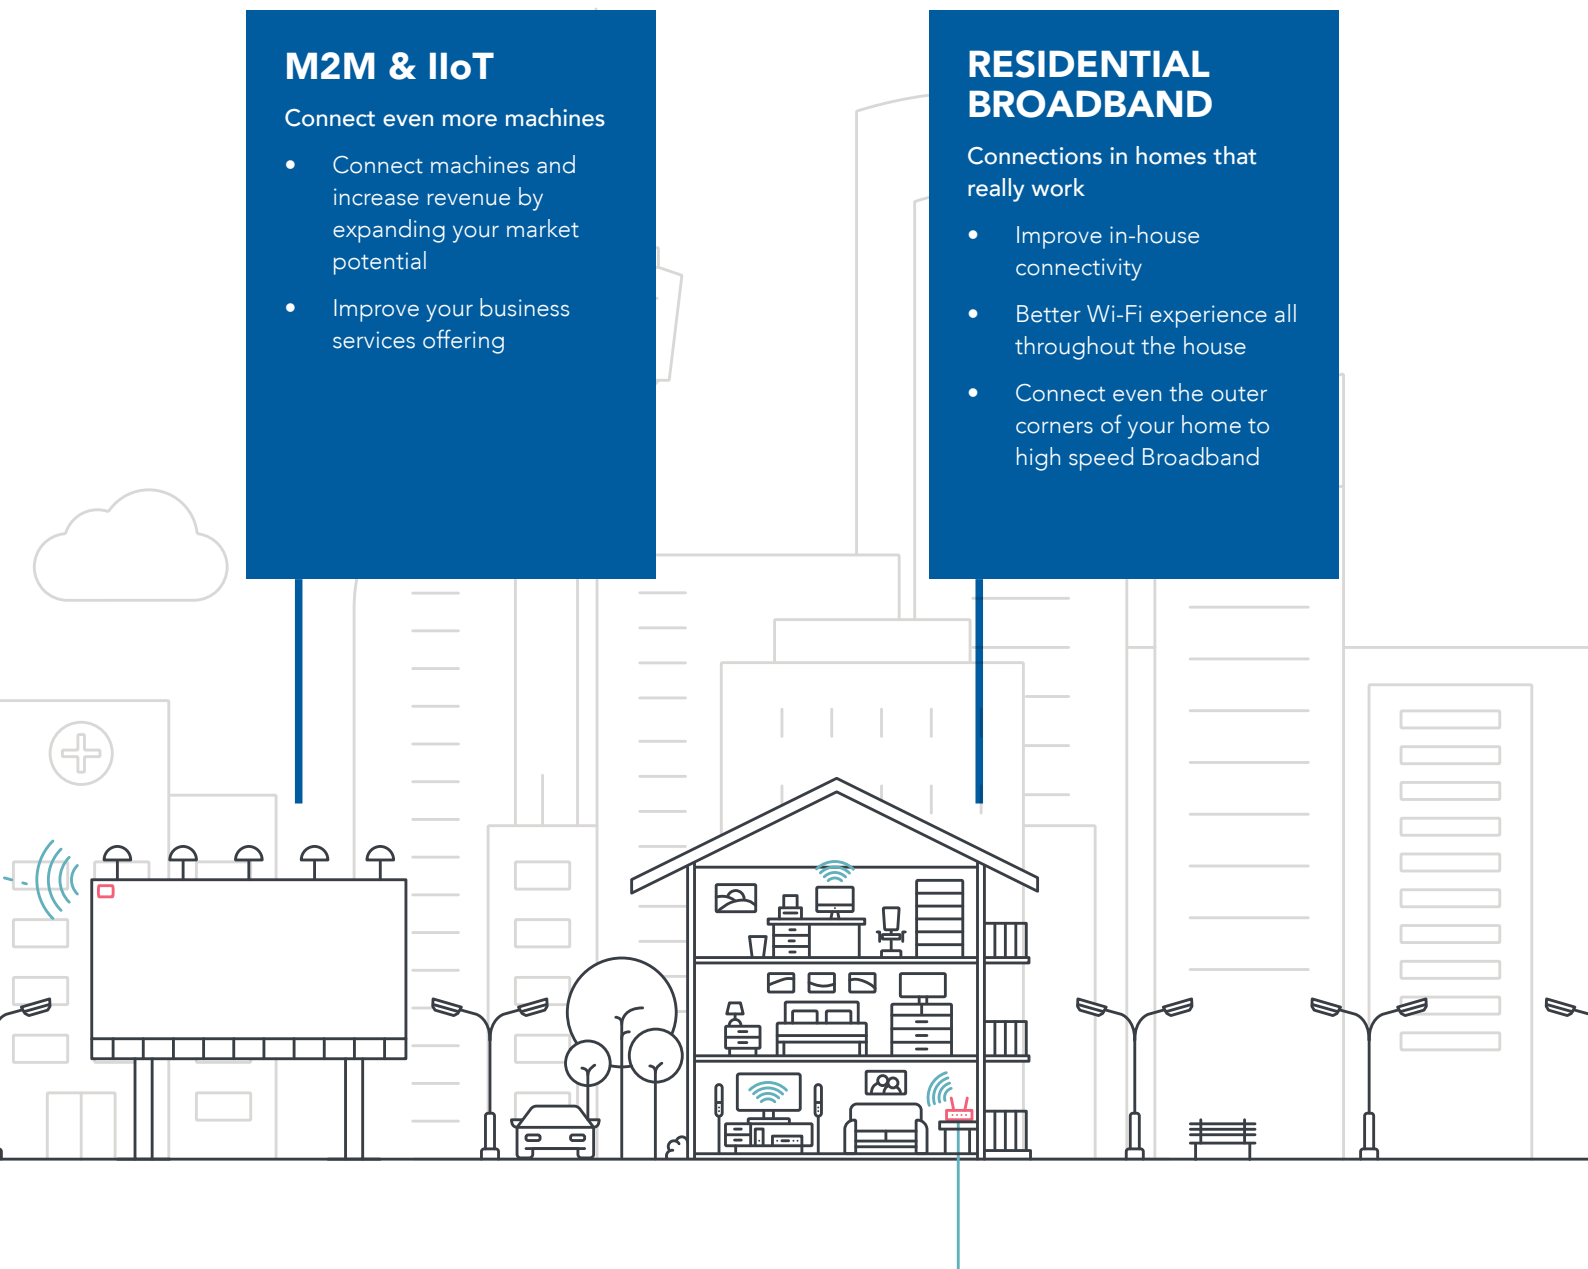 M2M & IIoT
Connect even more machines
• Connect machines and
increase revenue by
expanding your market
potential
• Improve your business
services offering
RESIDENTIAL
BROADBAND
Connections in homes that
really work
• Improve in-house
connectivity
• Better Wi-Fi experience all
throughout the house
• Connect even the outer
corners of your home to
high speed Broadband